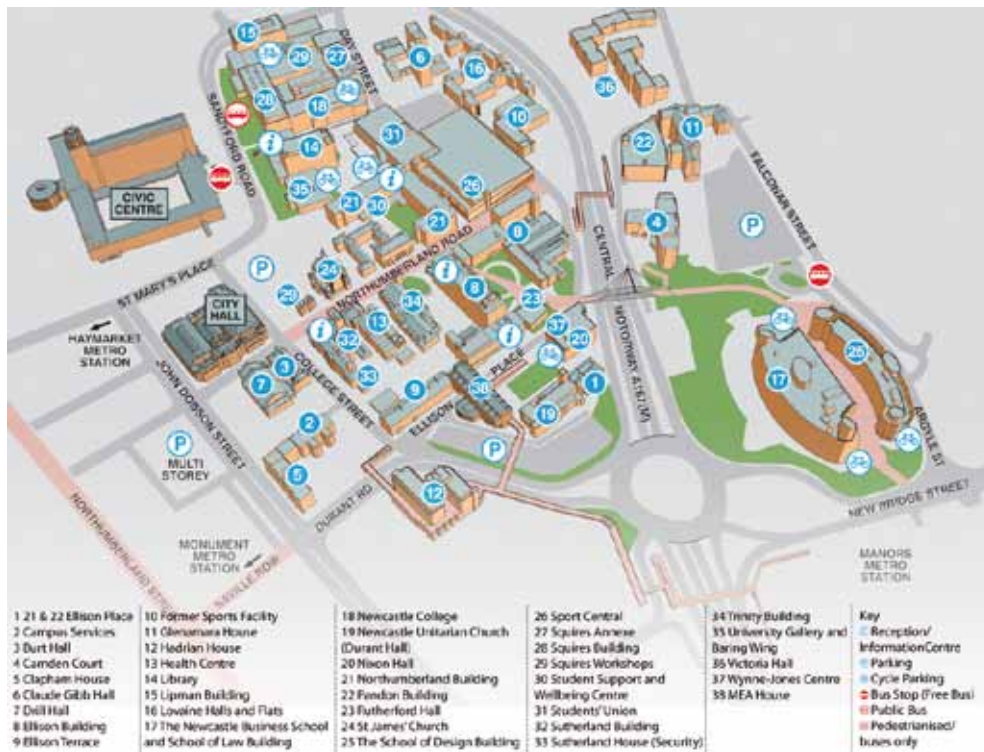 15
29
27
DAY STREET
6
16
36
28
18
SANDYFORD ROAD
31
10
11
22
i
14
CIVIC
CENTRE
35
i
26
21
30
21
4
P
FALCONAR STREET
8
CENTRAL
MOTORWAY A167 (M)
ST MARY'S PLACE
P
24
NORTHUMBERLAND ROAD
i
8
23
29
34
CITY
HALL
HAYMARKET
METRO
STATION
i
32
13
i
37
20
25
17
3
7
33
COLLEGE STREET
9
ELLISON PLACE
38
1
19
JOHN DOBSON STREET
2
P
ARGYLE ST
P
MULTI
STOREY
5
DURANT RD
12
NEW BRIDGE STREET
NORTHUMBERLAND
MONUMENT
METRO
STATION
SAVILLE ROW
MANORS
METRO
STATION
1 21 & 22 Ellison Place
2 Campus Services
3 Burt Hall
4 Camden Court
5 Clapham House
6 Claude Gibb Hall
7 Drill Hall
8 Ellison Building
9 Ellison Terrace
10 Former Sports Facility
11 Glenamara House
12 Hadrian House
13 Health Centre
14 Library
15 Lipman Building
16 Lovaine Halls and Flats
17 The Newcastle Business School
and School of Law Building
18 Newcastle College
19 Newcastle Unitarian Church
(Durant Hall)
20 Nixon Hall
21 Northumberland Building
22 Pandon Building
23 Rutherford Hall
24 St James' Church
25 The School of Design Building
26 Sport Central
27 Squires Annexe
28 Squires Building
29 Squires Workshops
30 Student Support and
Wellbeing Centre
31 Students' Union
32 Sutherland Building
33 Sutherland House (Security)
34 Trinity Building
35 University Gallery and
Baring Wing
36 Victoria Hall
37 Wynne-Jones Centre
38 MEA House
Key
Reception/
Information Centre
Parking
Cycle Parking
Bus Stop (Free Bus)
Public Bus
Pedestrianised/
buses only